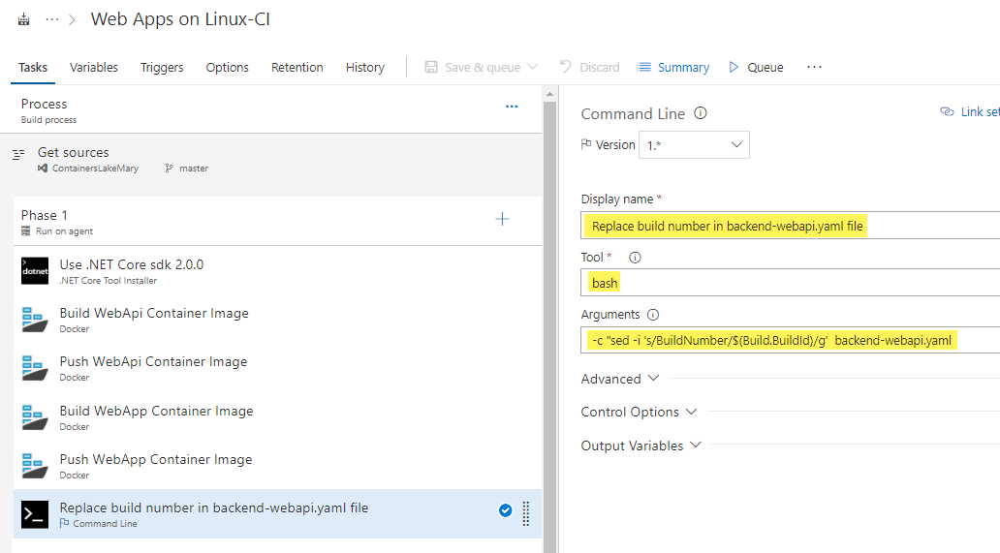 ··· > Web Apps on Linux-CI
Tasks Variables Triggers Options Retention History Save & queue Discard Summary Queue ···
Process ···
Build process
Get sources
ContainersLakeMary master
Phase 1 +
Run on agent
dotnet
Use .NET Core sdk 2.0.0
.NET Core Tool Installer
Build WebApi Container Image
Docker
Push WebApi Container Image
Docker
Build WebApp Container Image
Docker
Push WebApp Container Image
Docker
Replace build number in backend-webapi.yaml file
Command Line
Command Line
Link set
Version 1.*
Display name *
Replace build number in backend-webapi.yaml file
Tool *
bash
Arguments
-c "sed -i 's/BuildNumber/$(Build.BuildId)/g'  backend-webapi.yaml
Advanced
Control Options
Output Variables